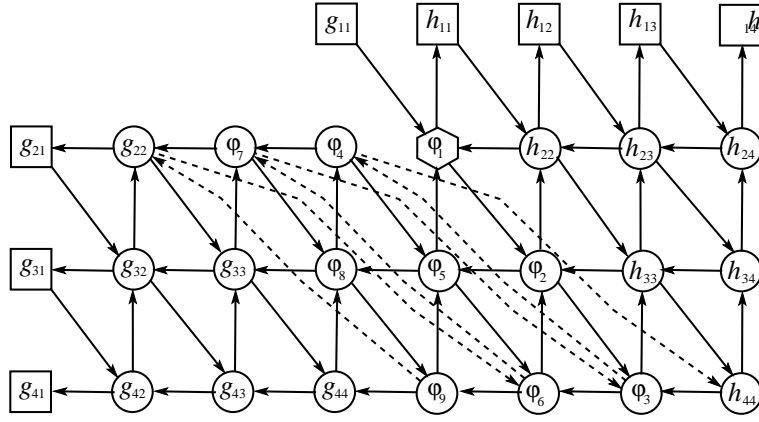 g₁₁ h₁₁ h₁₂ h₁₃ h₁₄
g₂₁ g₂₂ φ₇ φ₄ φ₁ h₂₂ h₂₃ h₂₄
g₃₁ g₃₂ g₃₃ φ₈ φ₅ φ₂ h₃₃ h₃₄
g₄₁ g₄₂ g₄₃ g₄₄ φ₉ φ₆ φ₃ h₄₄